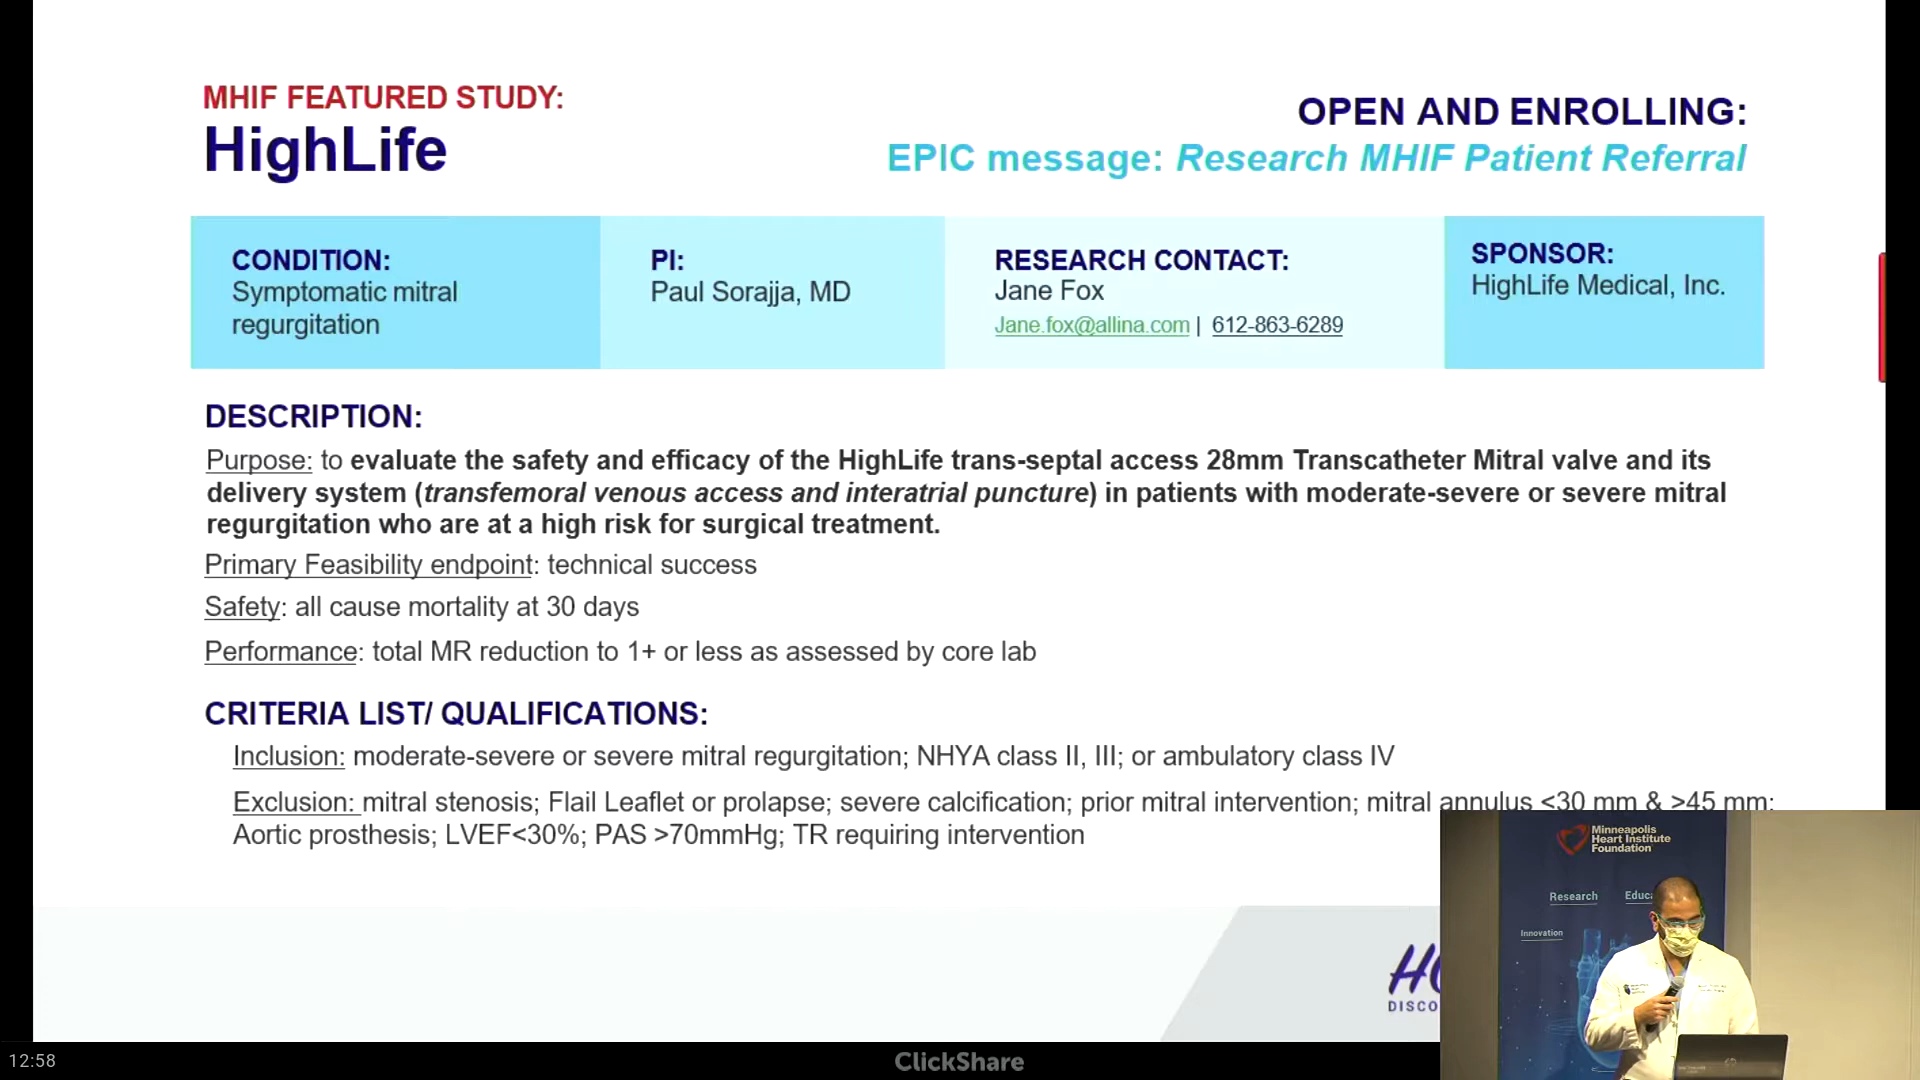 MHIF FEATURED STUDY:
HighLife
OPEN AND ENROLLING:
EPIC message: Research MHIF Patient Referral
CONDITION:
Symptomatic mitral
regurgitation
PI:
Paul Sorajja, MD
RESEARCH CONTACT:
Jane Fox
Jane.fox@allina.com | 612-863-6289
SPONSOR:
HighLife Medical, Inc.
DESCRIPTION:
Purpose: to evaluate the safety and efficacy of the HighLife trans-septal access 28mm Transcatheter Mitral valve and its
delivery system (transfemoral venous access and interatrial puncture) in patients with moderate-severe or severe mitral
regurgitation who are at a high risk for surgical treatment.
Primary Feasibility endpoint: technical success
Safety: all cause mortality at 30 days
Performance: total MR reduction to 1+ or less as assessed by core lab
CRITERIA LIST/ QUALIFICATIONS:
Inclusion: moderate-severe or severe mitral regurgitation; NHYA class II, III; or ambulatory class IV
Exclusion: mitral stenosis; Flail Leaflet or prolapse; severe calcification; prior mitral intervention; mitral annulus <30 mm & >45 mm;
Aortic prosthesis; LVEF<30%; PAS >70mmHg; TR requiring intervention
Minneapolis
Heart Institute
Foundation
Research
Educa
Innovation
DISCO
12:58
ClickShare